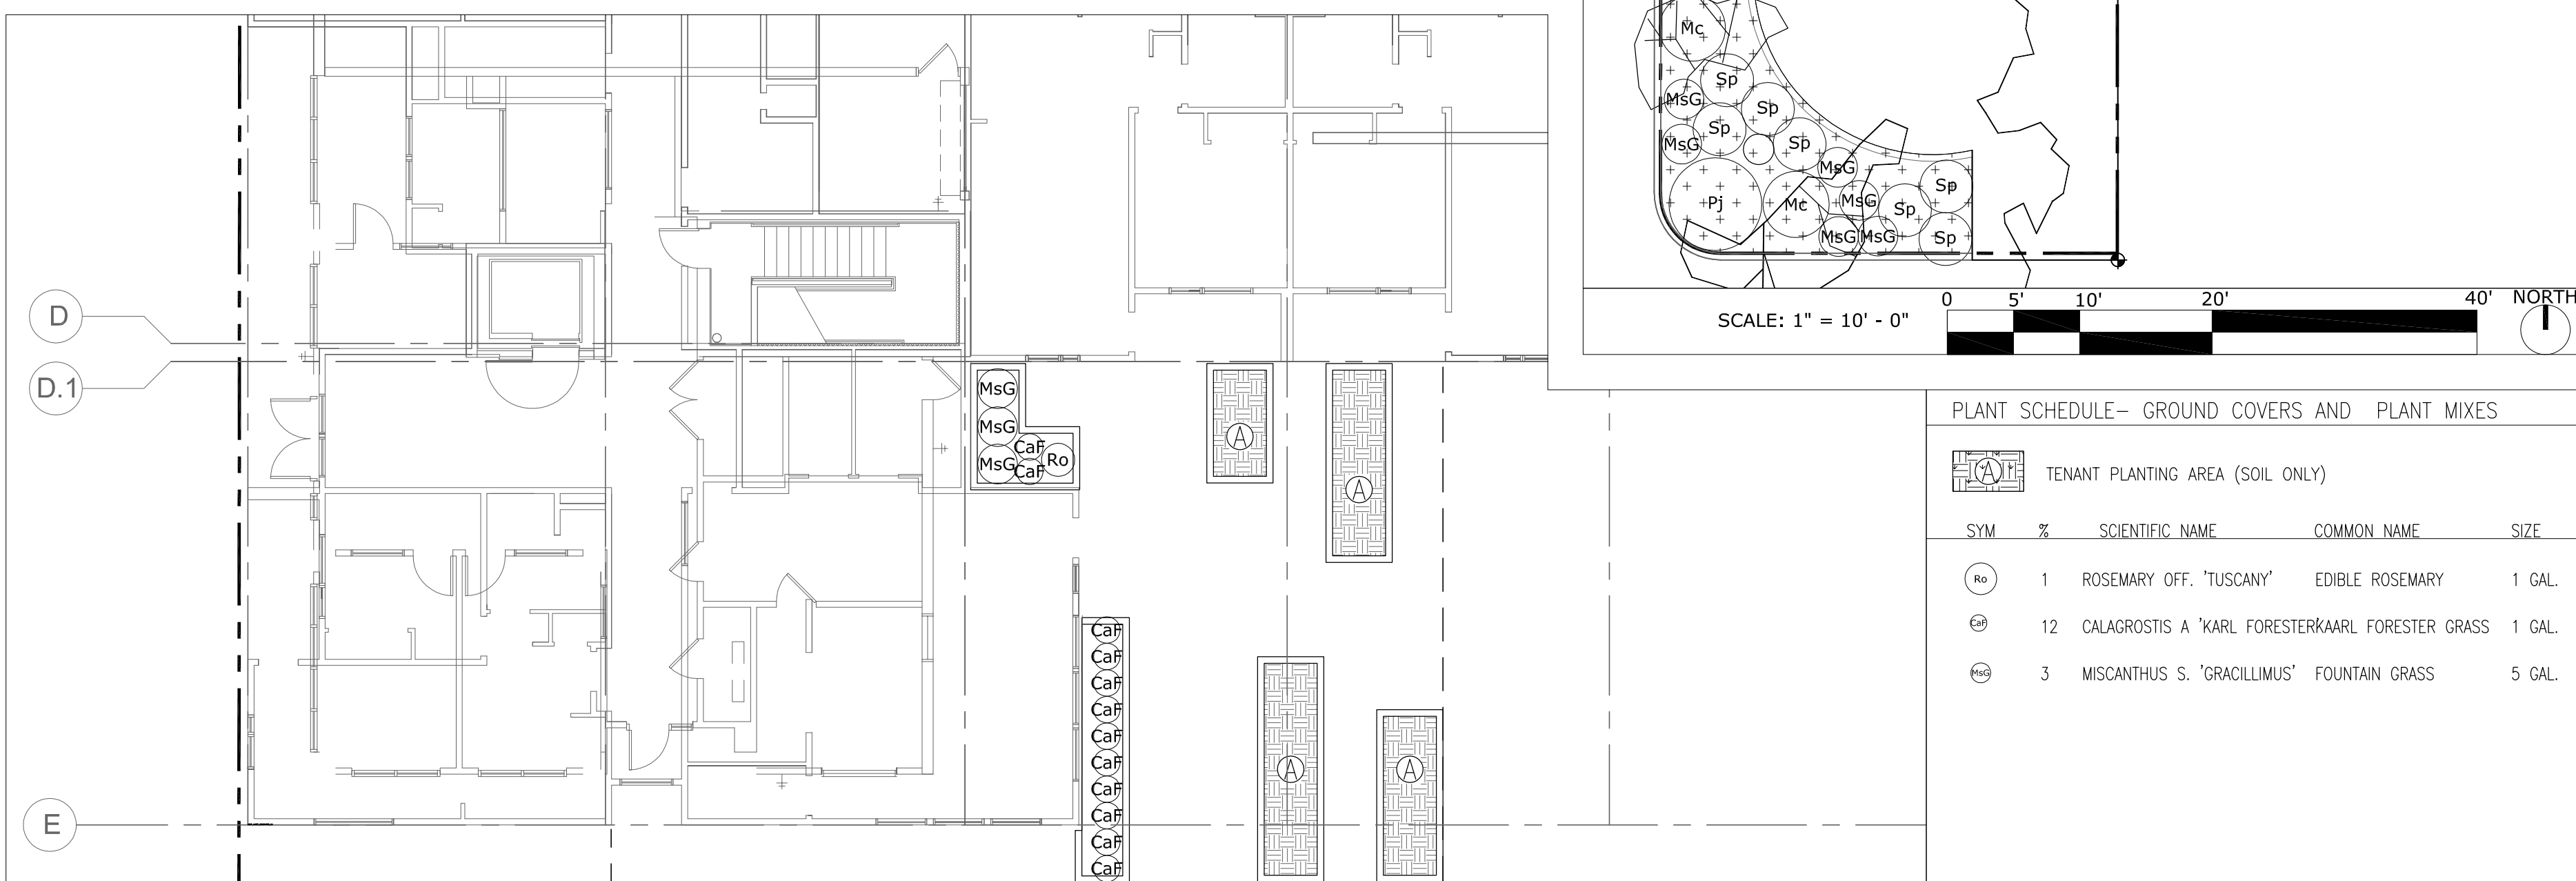 Mc
Sp
MsG
Sp
Sp
MsG
Sp
MsG
Sp
Pj
Mc
MsG
Sp
MsG
MsG
Sp
0 5' 10' 20' 40' NORTH
SCALE: 1" = 10' - 0"
D
D.1
E
MsG
MsG
CaF
MsG
CaF
Ro
A
A
CaF
CaF
CaF
CaF
CaF
CaF
CaF
CaF
CaF
CaF
A
A
PLANT SCHEDULE- GROUND COVERS AND PLANT MIXES
A TENANT PLANTING AREA (SOIL ONLY)
SYM % SCIENTIFIC NAME COMMON NAME SIZE
Ro 1 ROSEMARY OFF. 'TUSCANY' EDIBLE ROSEMARY 1 GAL.
CaF 12 CALAGROSTIS A 'KARL FORESTER' KAARL FORESTER GRASS 1 GAL.
MsG 3 MISCANTHUS S. 'GRACILLIMUS' FOUNTAIN GRASS 5 GAL.